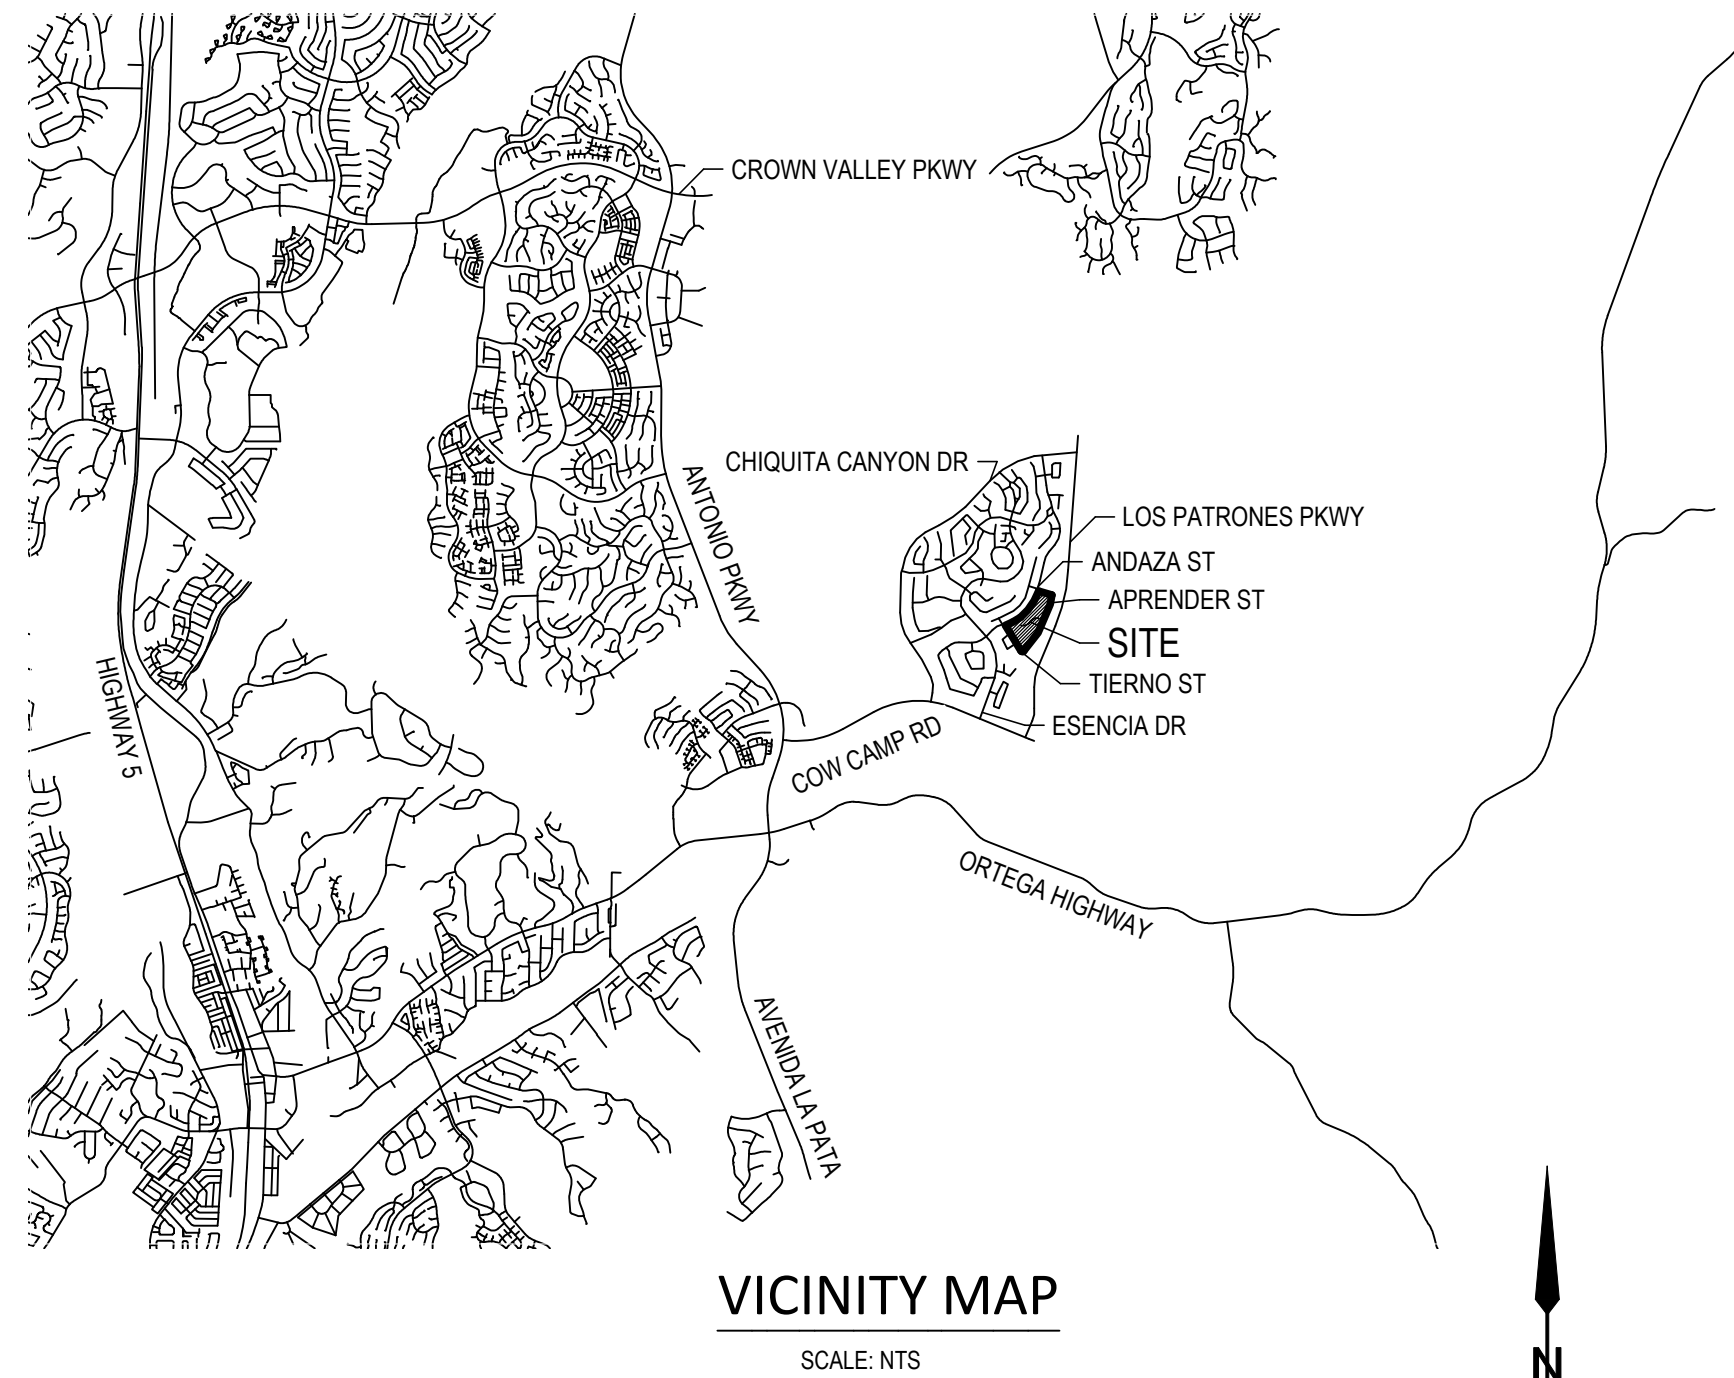 CROWN VALLEY PKWY
CHIQUITA CANYON DR
ANTONIO PKWY
LOS PATRONES PKWY
ANDAZA ST
APRENDER ST
SITE
TIERNO ST
ESENCIA DR
HIGHWAY 5
COW CAMP RD
ORTEGA HIGHWAY
AVENIDA LA PATA
VICINITY MAP
SCALE: NTS
N